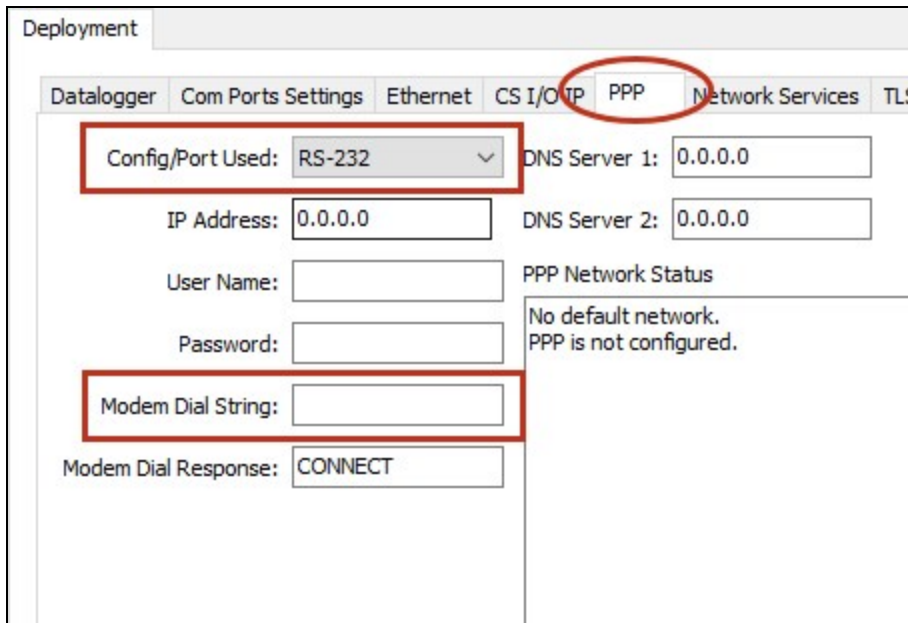 Deployment
Datalogger Com Ports Settings Ethernet CS I/O IP PPP Network Services TLS
Config/Port Used: RS-232 DNS Server 1: 0.0.0.0
IP Address: 0.0.0.0 DNS Server 2: 0.0.0.0
User Name: PPP Network Status
No default network.
Password: PPP is not configured.
Modem Dial String:
Modem Dial Response: CONNECT